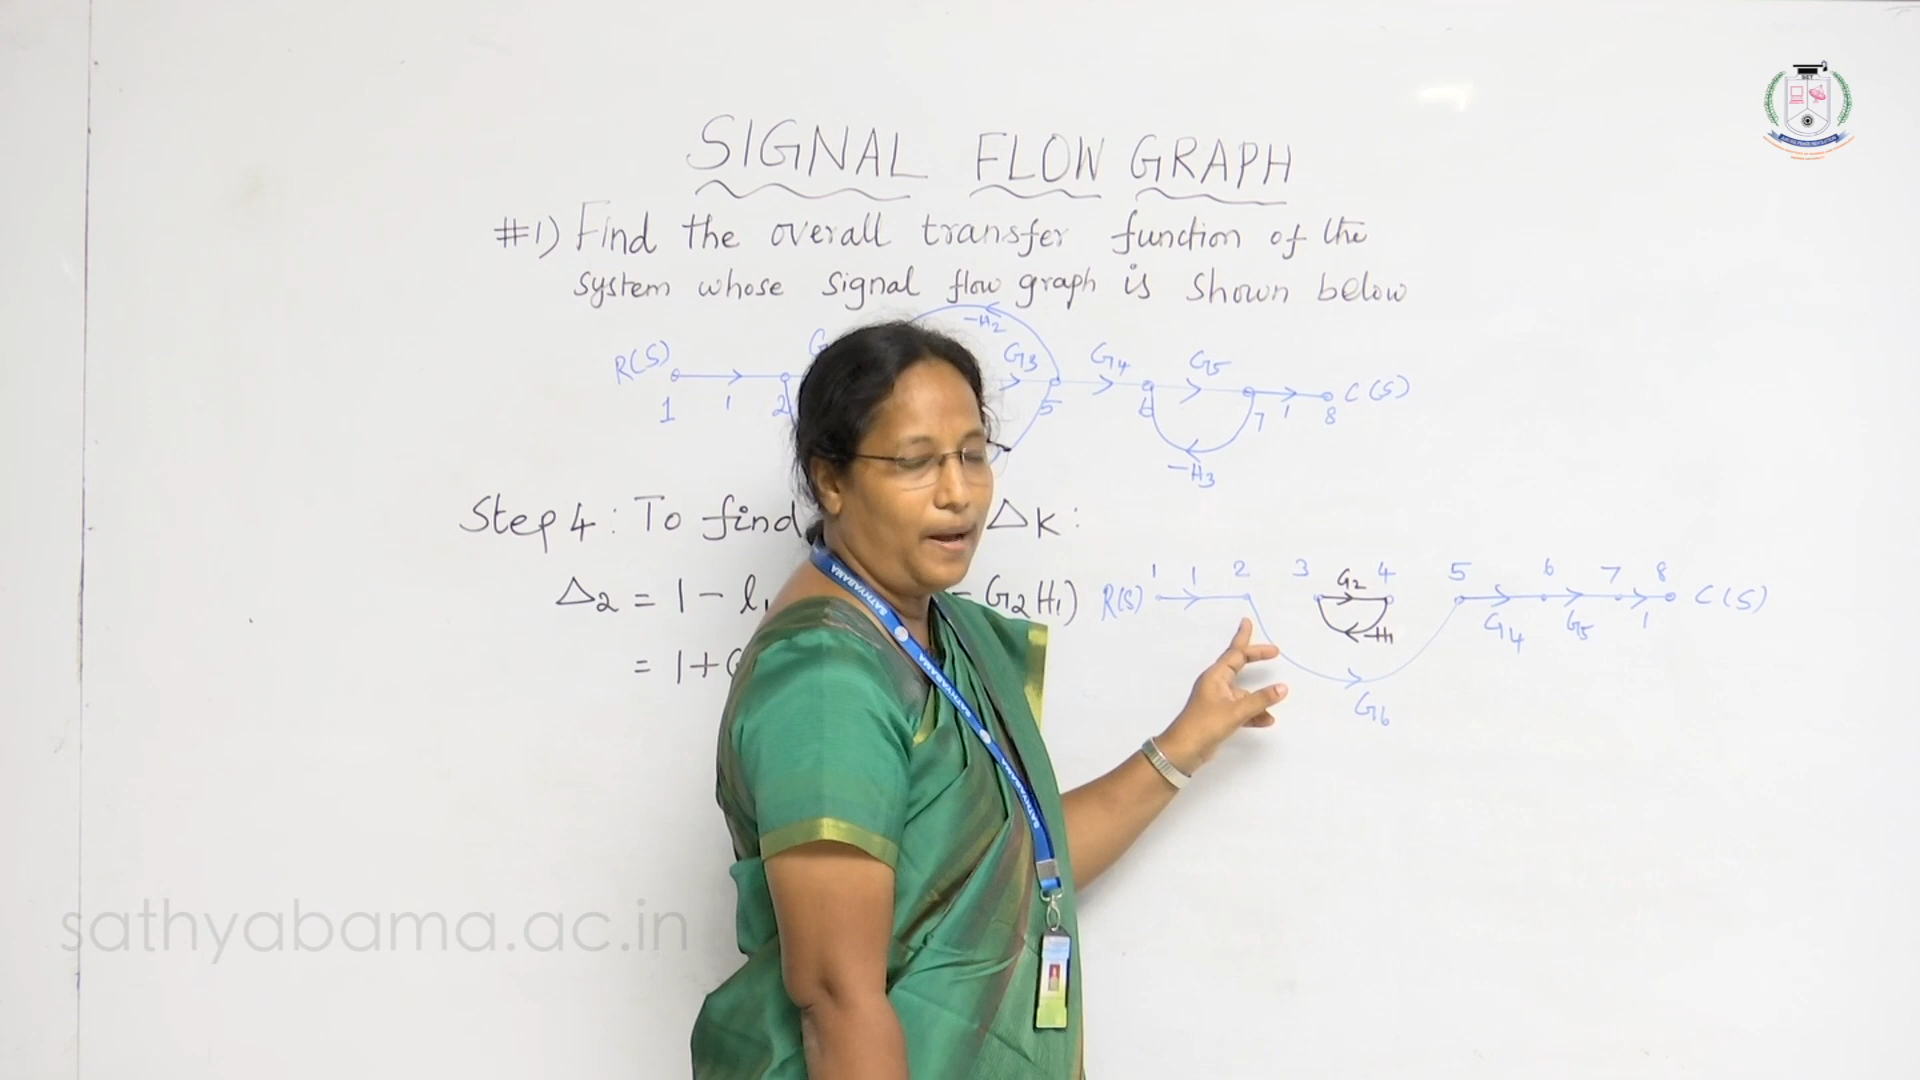 SIGNAL FLOW GRAPH
#1) Find the overall transfer function of the
system whose signal flow graph is shown below
-H2
R(S) G3 G4 G5 C(S)
1 1 2 5 6 7 1 8
-H3
Step 4: To find ΔK:
Δ2 = 1 - l1 - G2H1)
= 1+G
1 1 2 3 G2 4 5 6 7 8
R(S) C(S)
-H1 G4 G5 1
G6
SATHYABAMA
SATHYABAMA
SATHYABAMA
sathyabama.ac.in